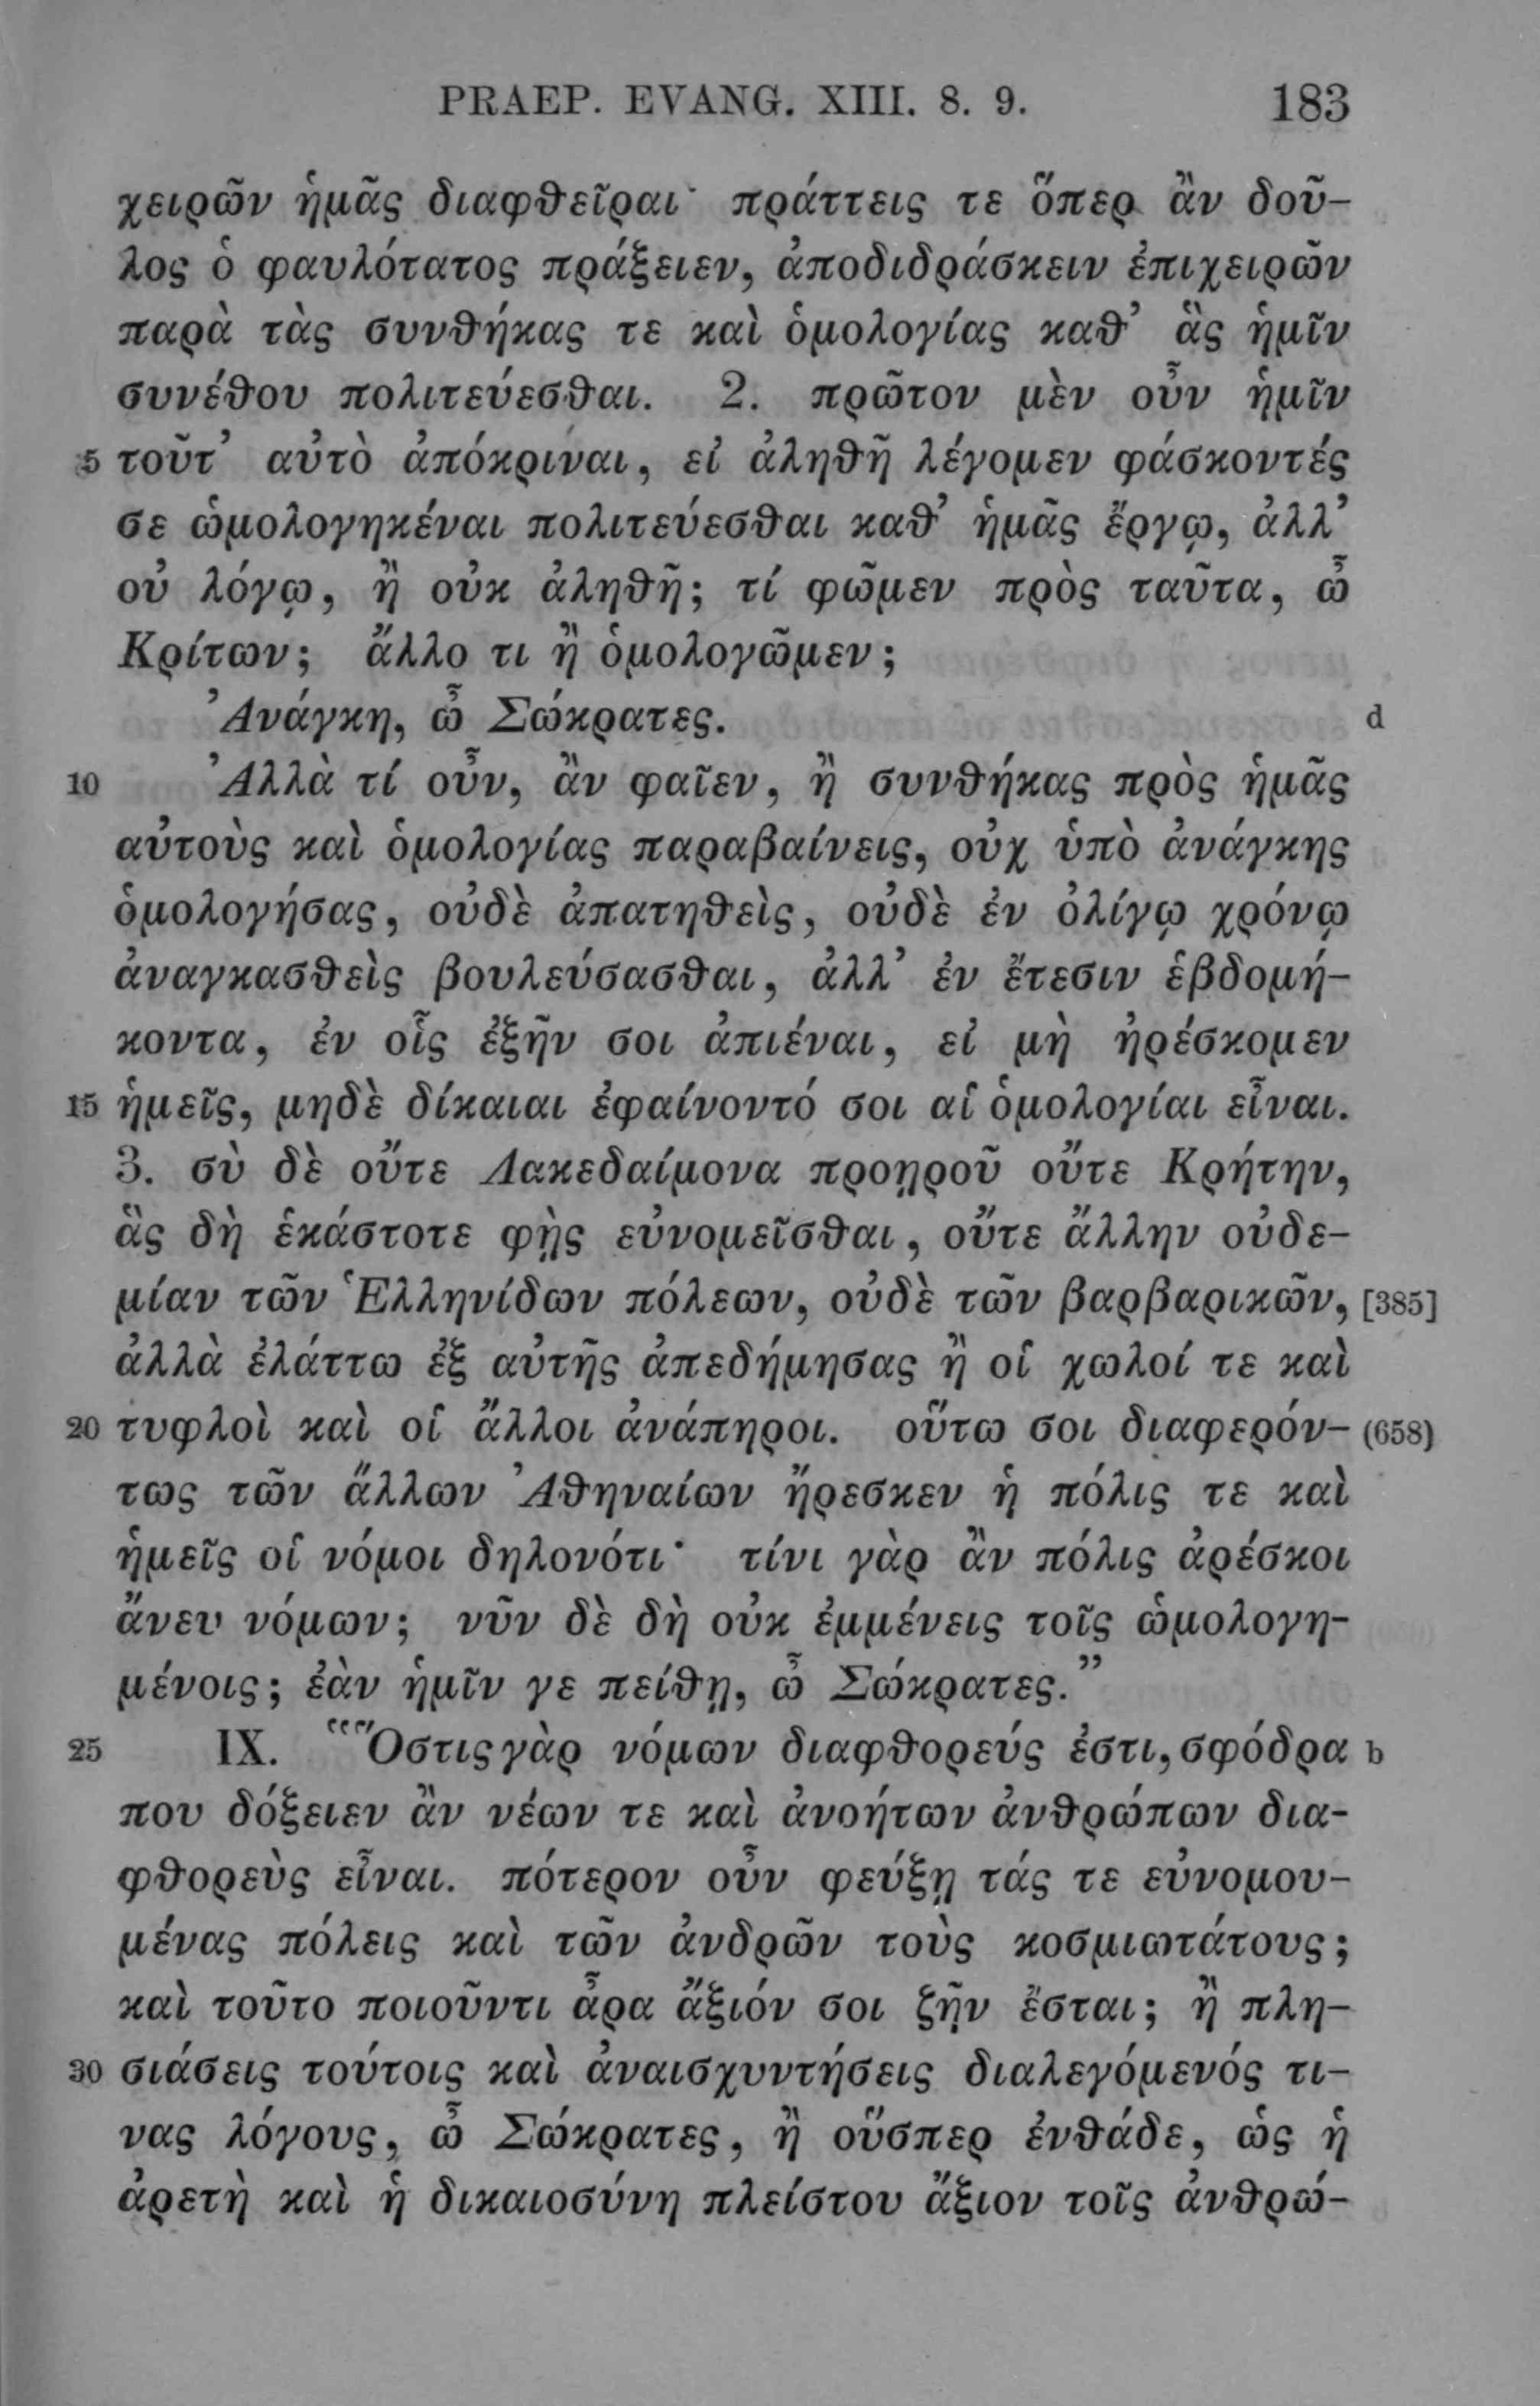 PRAEP. EVANG. XIII. 8. 9. 183
χειρῶν ἡμᾶς διαφθεῖραι· πράττεις τε ὅπερ ἂν δοῦ-
λος ὁ φαυλότατος πράξειεν, ἀποδιδράσκειν ἐπιχειρῶν
παρὰ τὰς συνθήκας τε καὶ ὁμολογίας καθ’ ἃς ἡμῖν
συνέθου πολιτεύεσθαι. 2. πρῶτον μὲν οὖν ἡμῖν
5 τοῦτ’ αὐτὸ ἀπόκριναι, εἰ ἀληθῆ λέγομεν φάσκοντές
σε ὡμολογηκέναι πολιτεύεσθαι καθ’ ἡμᾶς ἔργῳ, ἀλλ’
οὐ λόγῳ, ἢ οὐκ ἀληθῆ; τί φῶμεν πρὸς ταῦτα, ὦ
Κρίτων; ἄλλο τι ἢ ὁμολογῶμεν;
Ἀνάγκη, ὦ Σώκρατες. d
10 Ἀλλὰ τί οὖν, ἂν φαῖεν, ἢ συνθήκας πρὸς ἡμᾶς
αὐτοὺς καὶ ὁμολογίας παραβαίνεις, οὐχ ὑπὸ ἀνάγκης
ὁμολογήσας, οὐδὲ ἀπατηθεὶς, οὐδὲ ἐν ὀλίγῳ χρόνῳ
ἀναγκασθεὶς βουλεύσασθαι, ἀλλ’ ἐν ἔτεσιν ἑβδομή-
κοντα, ἐν οἷς ἐξῆν σοι ἀπιέναι, εἰ μὴ ἠρέσκομεν
15 ἡμεῖς, μηδὲ δίκαιαι ἐφαίνοντό σοι αἱ ὁμολογίαι εἶναι.
3. σὺ δὲ οὔτε Λακεδαίμονα προῃροῦ οὔτε Κρήτην,
ἃς δὴ ἑκάστοτε φῂς εὐνομεῖσθαι, οὔτε ἄλλην οὐδε-
μίαν τῶν Ἑλληνίδων πόλεων, οὐδὲ τῶν βαρβαρικῶν, [385]
ἀλλὰ ἐλάττω ἐξ αὐτῆς ἀπεδήμησας ἢ οἱ χωλοί τε καὶ
20 τυφλοὶ καὶ οἱ ἄλλοι ἀνάπηροι. οὕτω σοι διαφερόν- (658)
τως τῶν ἄλλων Ἀθηναίων ἤρεσκεν ἡ πόλις τε καὶ
ἡμεῖς οἱ νόμοι δηλονότι· τίνι γὰρ ἂν πόλις ἀρέσκοι
ἄνευ νόμων; νῦν δὲ δὴ οὐκ ἐμμένεις τοῖς ὡμολογη-
μένοις; ἐὰν ἡμῖν γε πείθῃ, ὦ Σώκρατες.”
25 IX. “Ὅστις γὰρ νόμων διαφθορεύς ἐστι, σφόδρα b
που δόξειεν ἂν νέων τε καὶ ἀνοήτων ἀνθρώπων δια-
φθορεὺς εἶναι. πότερον οὖν φεύξῃ τάς τε εὐνομου-
μένας πόλεις καὶ τῶν ἀνδρῶν τοὺς κοσμιωτάτους;
καὶ τοῦτο ποιοῦντι ἆρα ἄξιόν σοι ζῇν ἔσται; ἢ πλη-
30 σιάσεις τούτοις καὶ ἀναισχυντήσεις διαλεγόμενός τι-
νας λόγους, ὦ Σώκρατες, ἢ οὕσπερ ἐνθάδε, ὡς ἡ
ἀρετὴ καὶ ἡ δικαιοσύνη πλείστου ἄξιον τοῖς ἀνθρώ-